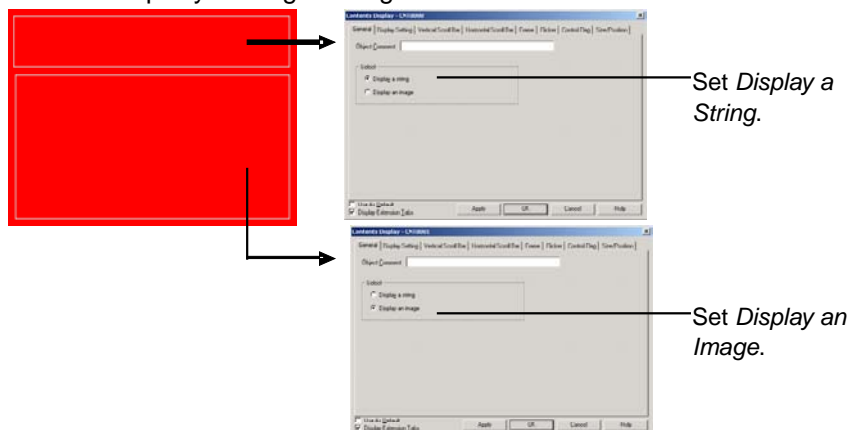 Contents Display - CMT0000
General Display Setting Vertical Scroll Bar Horizontal Scroll Bar Frame Flicker Control Flag Size/Position
Object Comment
Select
Display a string
Display an image
Set Display a
String.
Use As Default
Display Extension Tabs
Apply OK Cancel Help
Contents Display - CMT0001
General Display Setting Vertical Scroll Bar Horizontal Scroll Bar Frame Flicker Control Flag Size/Position
Object Comment
Select
Display a string
Display an image
Set Display an
Image.
Use As Default
Display Extension Tabs
Apply OK Cancel Help